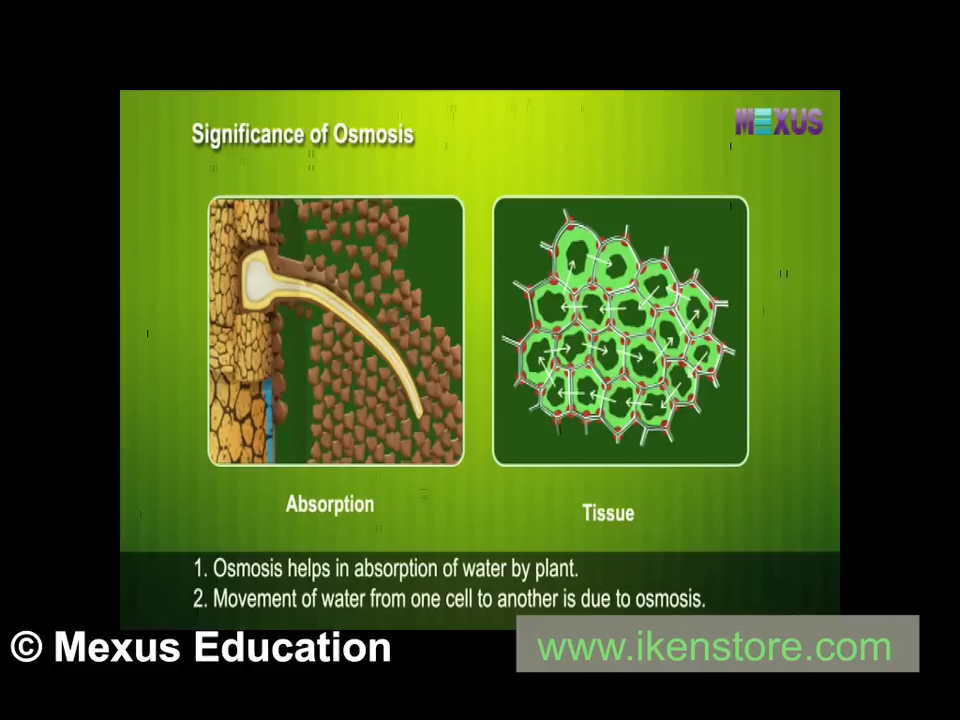 Significance of Osmosis
MEXUS
Absorption
Tissue
1. Osmosis helps in absorption of water by plant.
2. Movement of water from one cell to another is due to osmosis.
© Mexus Education
www.ikenstore.com